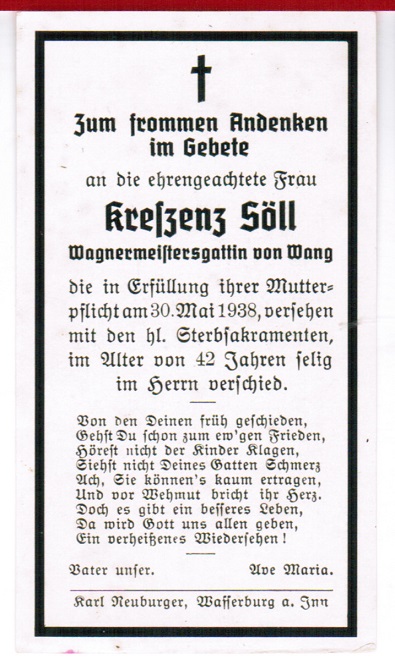 Zum frommen Andenken
im Gebete
an die ehrengeachtete Frau
Kreszenz Söll
Wagnermeistersgattin von Wang
die in Erfüllung ihrer Mutter-
pflicht am 30. Mai 1938, versehen
mit den hl. Sterbsakramenten,
im Alter von 42 Jahren selig
im Herrn verschied.
Von den Deinen früh geschieden,
Gehst Du schon zum ew'gen Frieden,
Hörest nicht der Kinder Klagen,
Siehst nicht Deines Gatten Schmerz
Ach, Sie können's kaum ertragen,
Und vor Wehmut bricht ihr Herz.
Doch es gibt ein besseres Leben,
Da wird Gott uns allen geben,
Ein verheißenes Wiedersehen!
Vater unser. Ave Maria.
Karl Neuburger, Wasserburg a. Inn